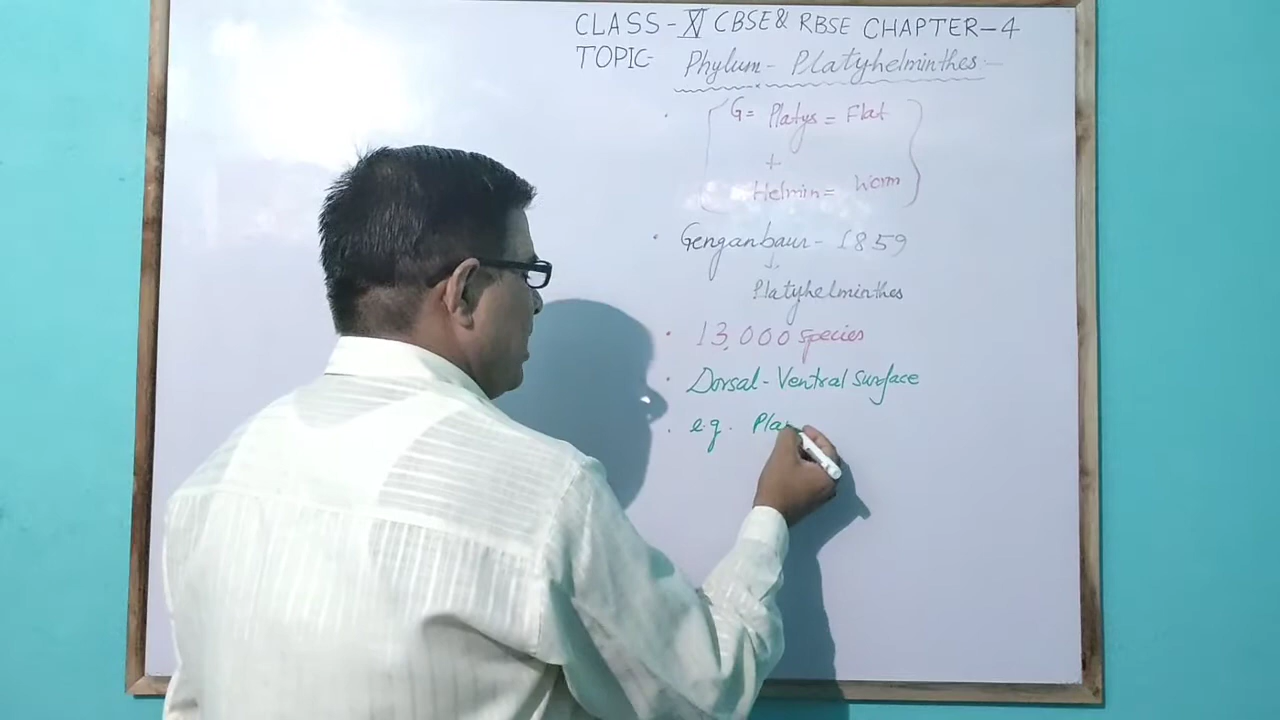 CLASS-XI CBSE & RBSE CHAPTER-4
TOPIC- Phylum- Platyhelminthes:-
G= Platys = Flat
+
Helmin= Worm
Genganbaur- 1859
↓
Platyhelminthes
13,000 species
Dorsal-Ventral surface
e.g. Plan